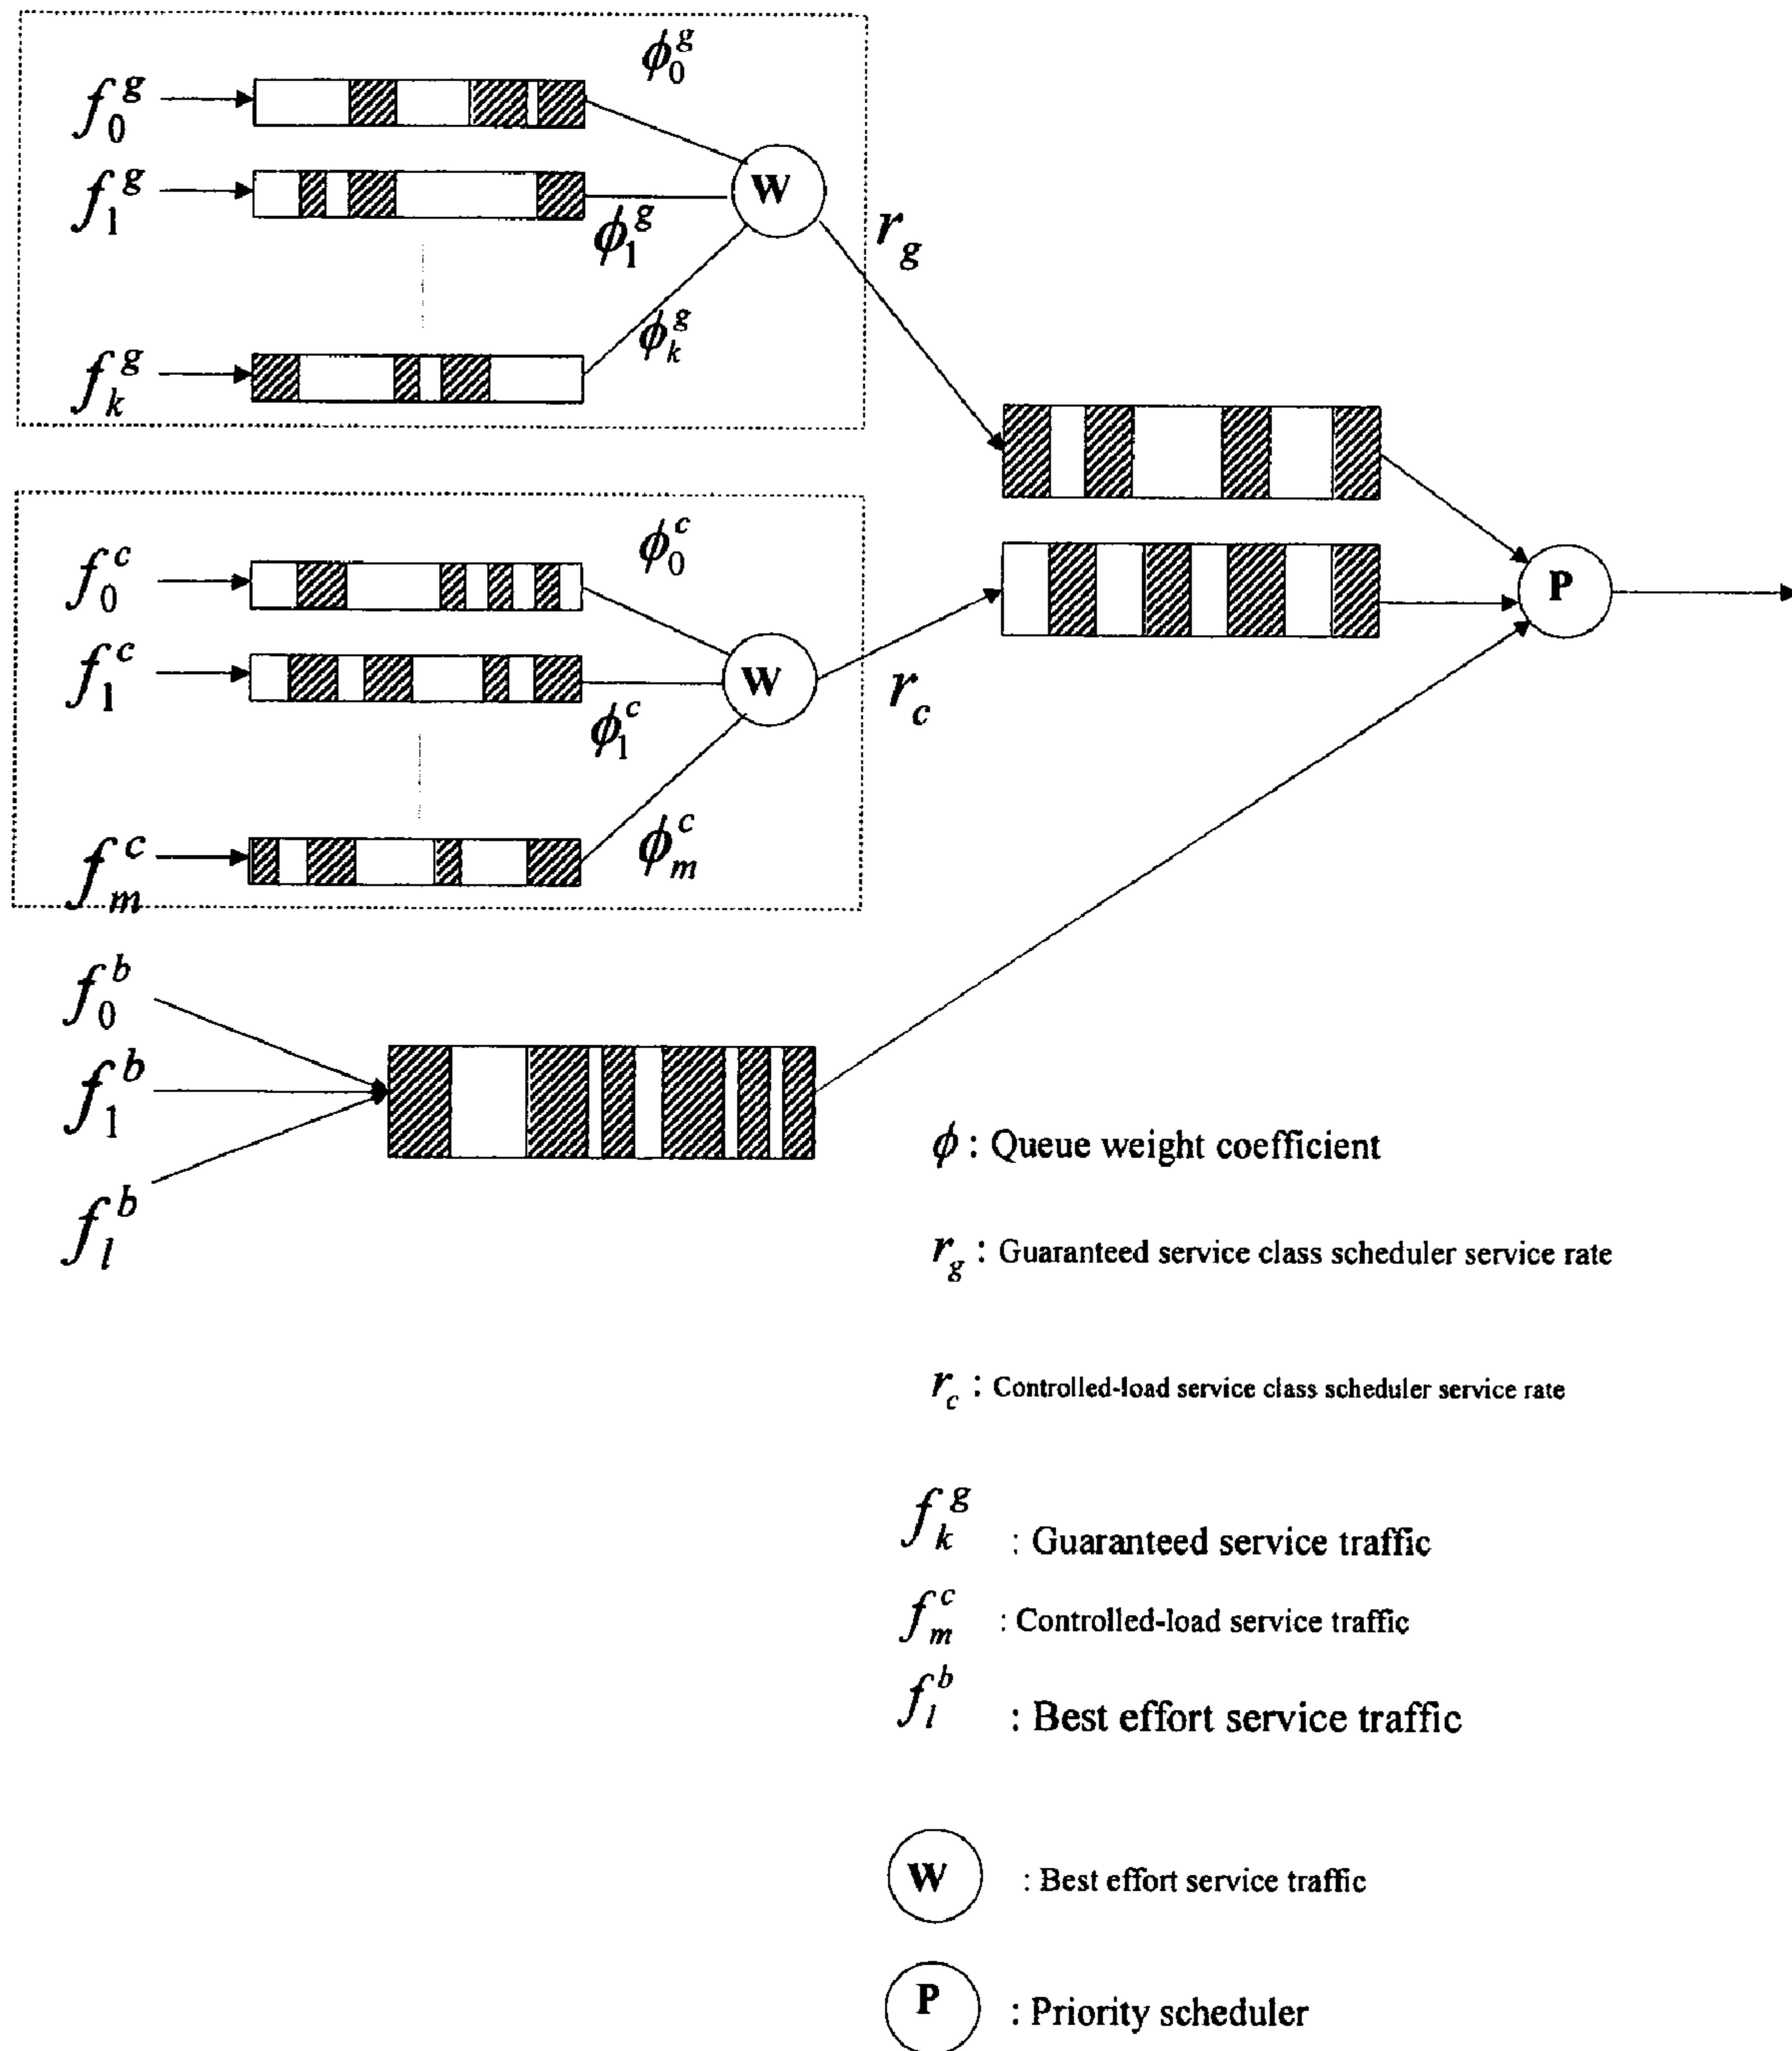 ϕ_0^g
f_0^g
f_1^g
W
ϕ_1^g
r_g
ϕ_k^g
f_k^g
ϕ_0^c
f_0^c
P
f_1^c
W
r_c
ϕ_1^c
ϕ_m^c
f_m^c
f_0^b
f_1^b
f_l^b
ϕ : Queue weight coefficient
r_g : Guaranteed service class scheduler service rate
r_c : Controlled-load service class scheduler service rate
f_k^g : Guaranteed service traffic
f_m^c : Controlled-load service traffic
f_l^b : Best effort service traffic
W : Best effort service traffic
P : Priority scheduler